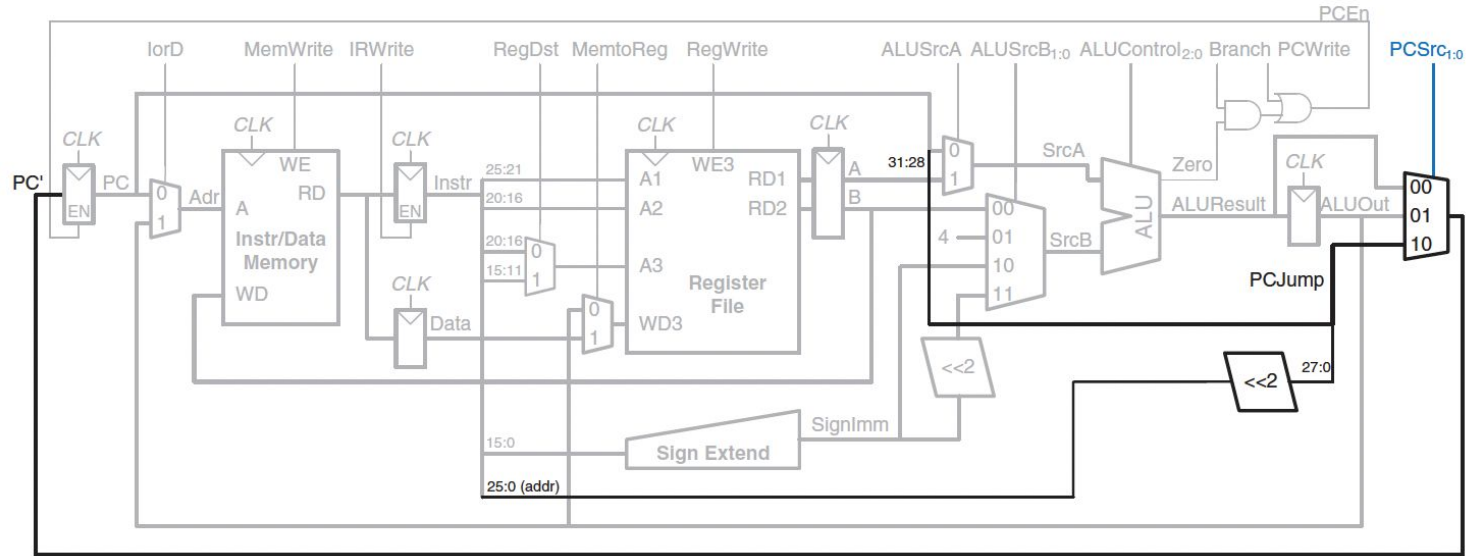 PCEn
IorD MemWrite IRWrite RegDst MemtoReg RegWrite ALUSrcA ALUSrcB1:0 ALUControl2:0 Branch PCWrite PCSrc1:0
CLK CLK CLK CLK CLK
PC' PC EN
0 1 Adr
A WE RD
Instr/Data
Memory
WD
EN Instr
CLK
Data
25:21
20:16
20:16
15:11
0
1
0
1
A1 WE3 RD1
A2 RD2
A3
Register
File
WD3
A
B
31:28
0
1
SrcA
4
00
01
10
11
SrcB
<<2
ALU
Zero
ALUResult
CLK
ALUOut
00
01
10
PCJump
<<2
27:0
SignImm
15:0
Sign Extend
25:0 (addr)